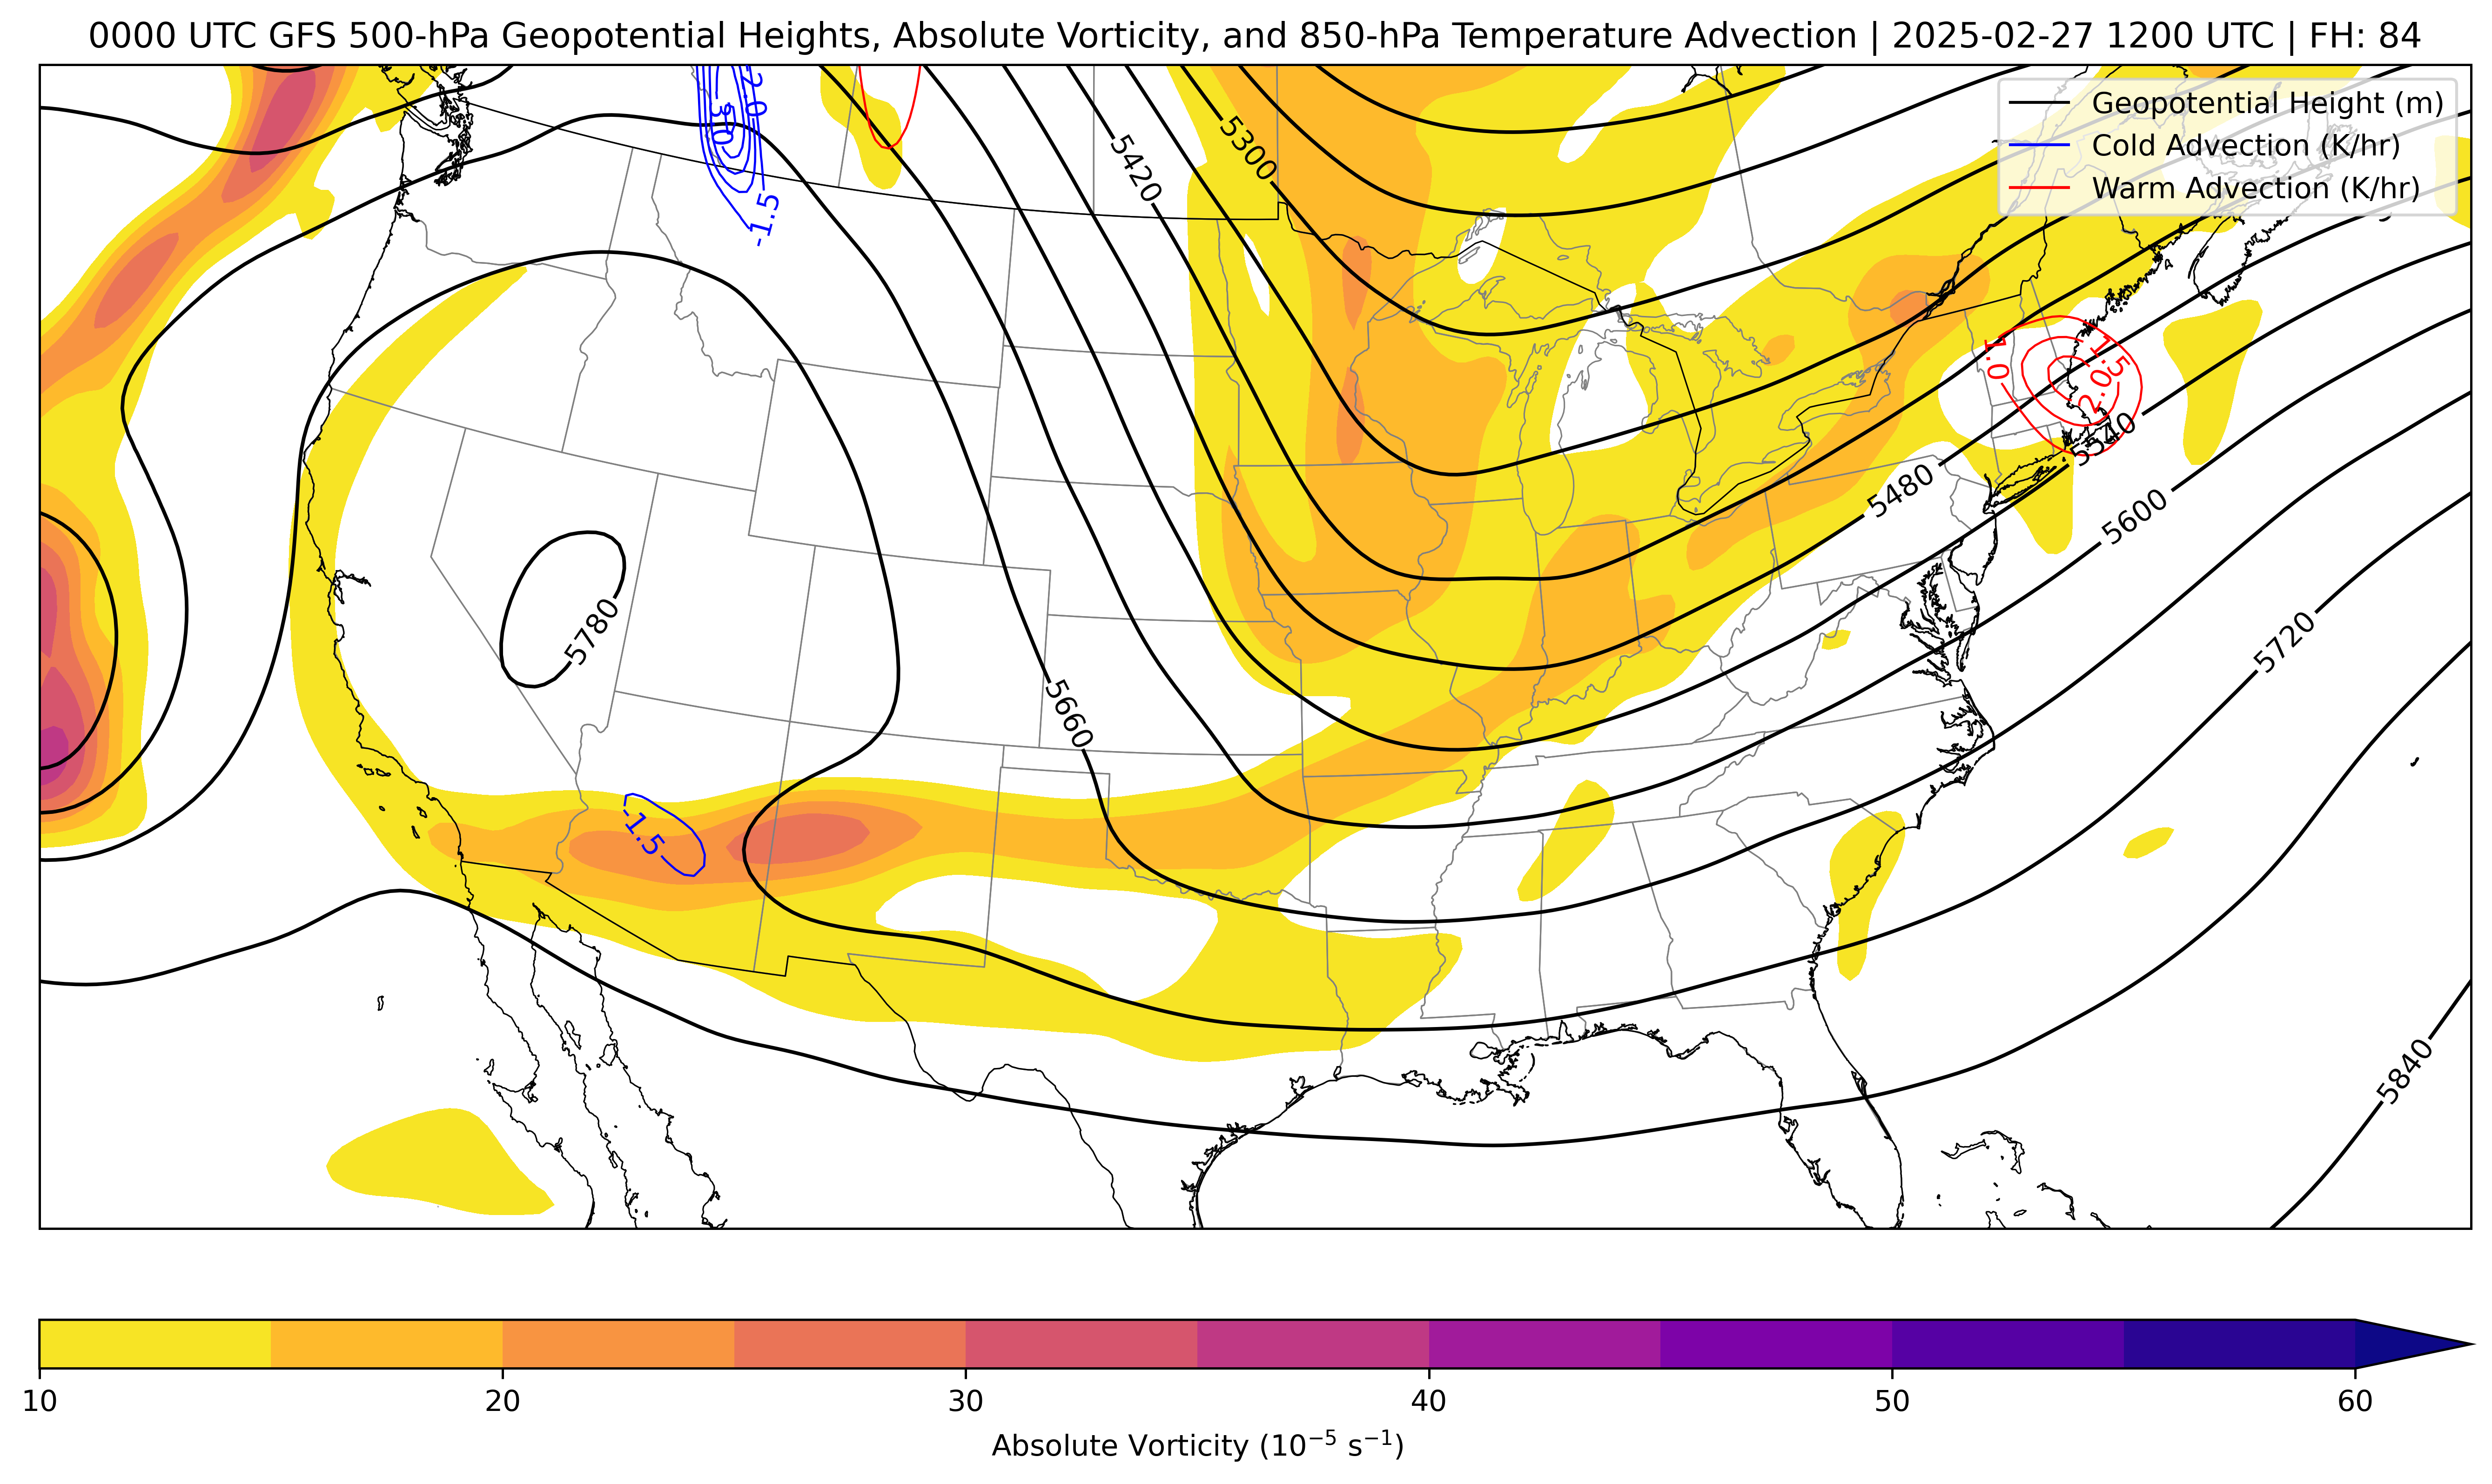 0000 UTC GFS 500-hPa Geopotential Heights, Absolute Vorticity, and 850-hPa Temperature Advection | 2025-02-27 1200 UTC | FH: 84
Geopotential Height (m)
Cold Advection (K/hr)
Warm Advection (K/hr)
-2.0
-3.0
-1.5
5300
5420
1.0
1.5
2.0
5540
5480
5600
5780
5720
5660
-1.5
5840
10 20 30 40 50 60
Absolute Vorticity (10⁻⁵ s⁻¹)